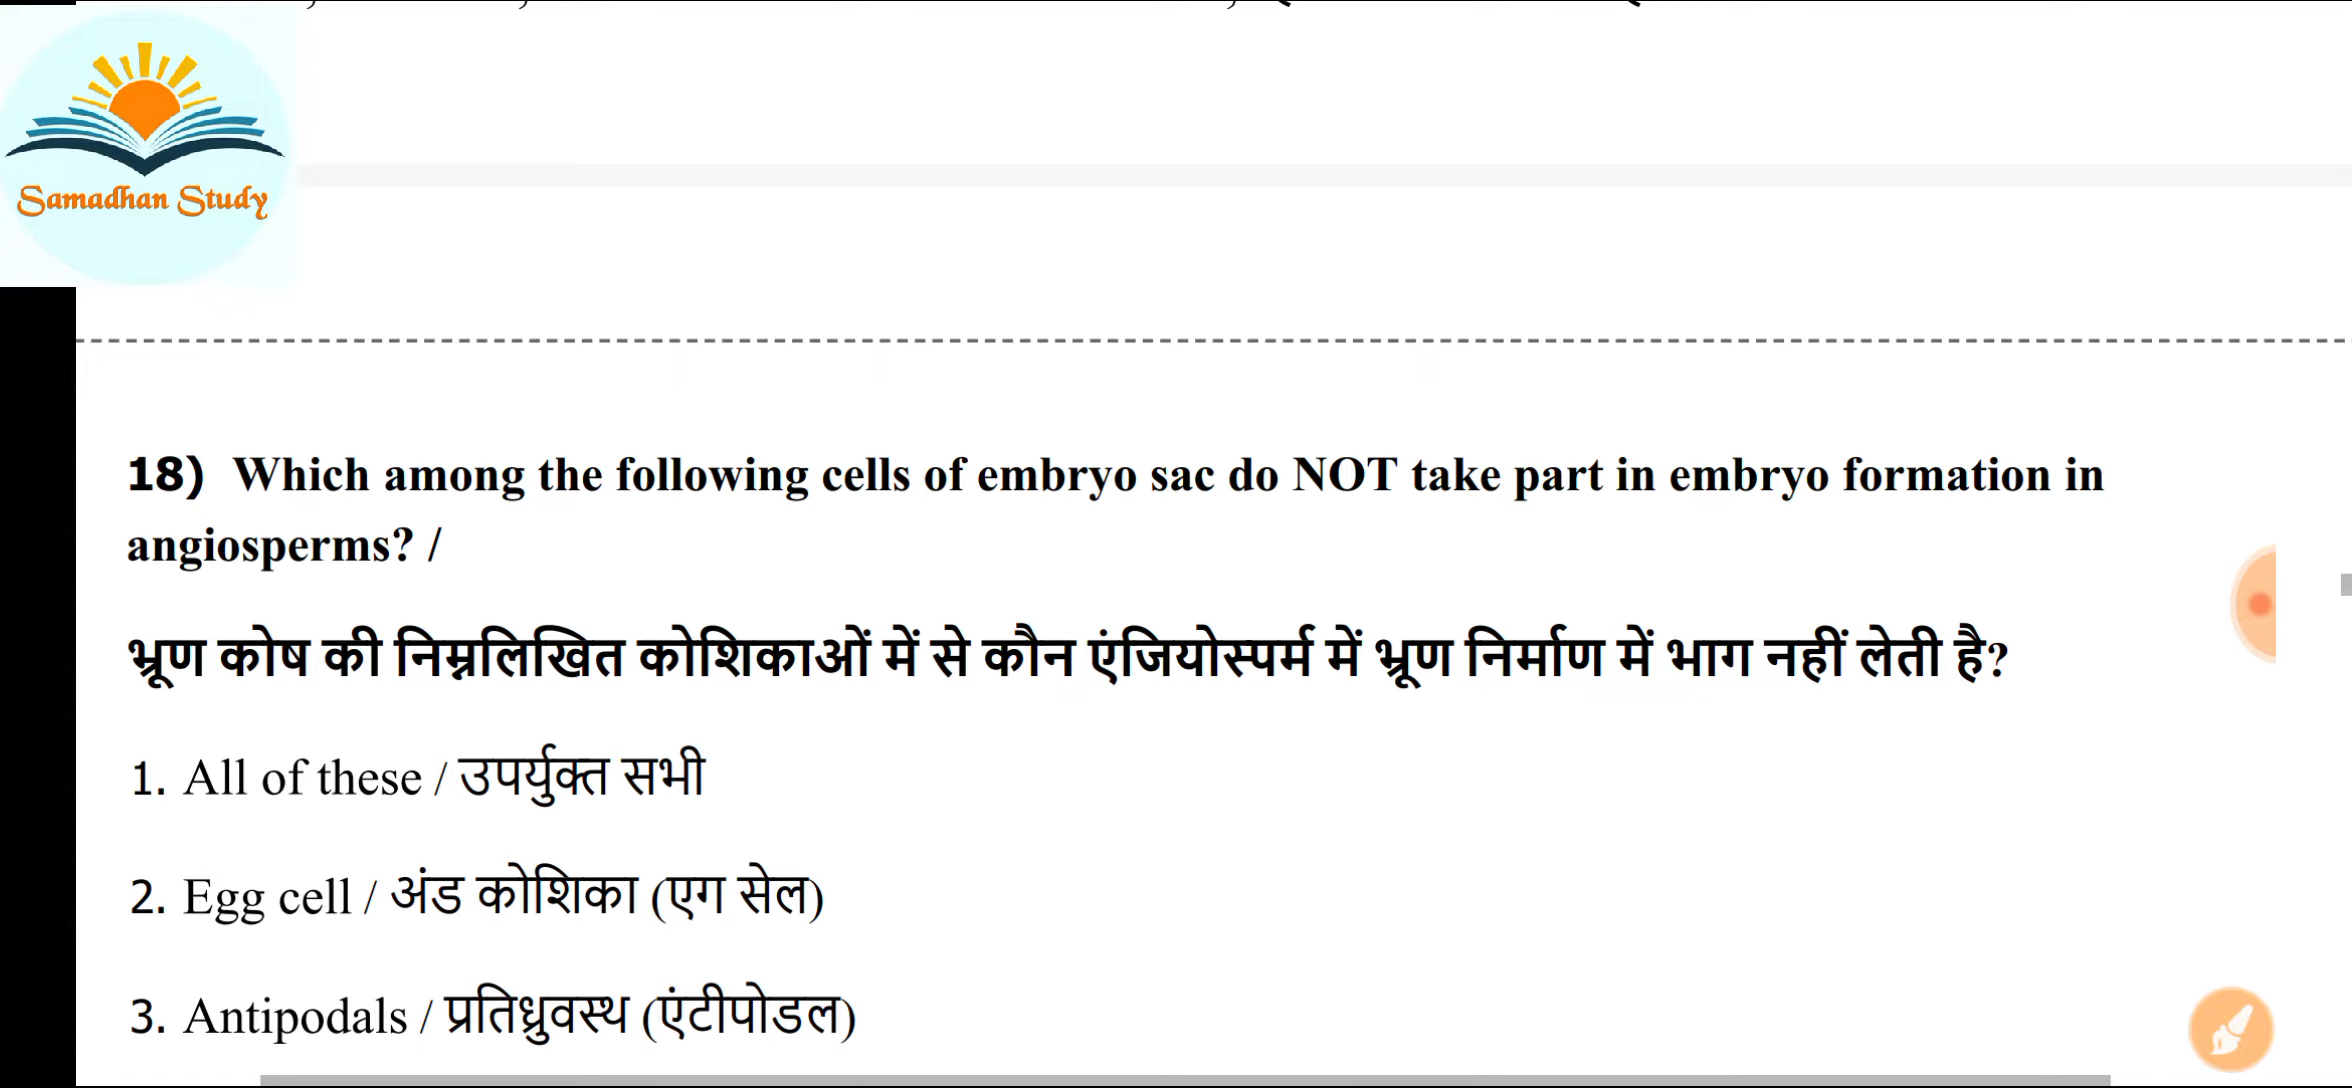 Samadhan Study
18) Which among the following cells of embryo sac do NOT take part in embryo formation in
angiosperms? /
भ्रूण कोष की निम्नलिखित कोशिकाओं में से कौन एंजियोस्पर्म में भ्रूण निर्माण में भाग नहीं लेती है?
1. All of these / उपर्युक्त सभी
2. Egg cell / अंड कोशिका (एग सेल)
3. Antipodals / प्रतिध्रुवस्थ (एंटीपोडल)